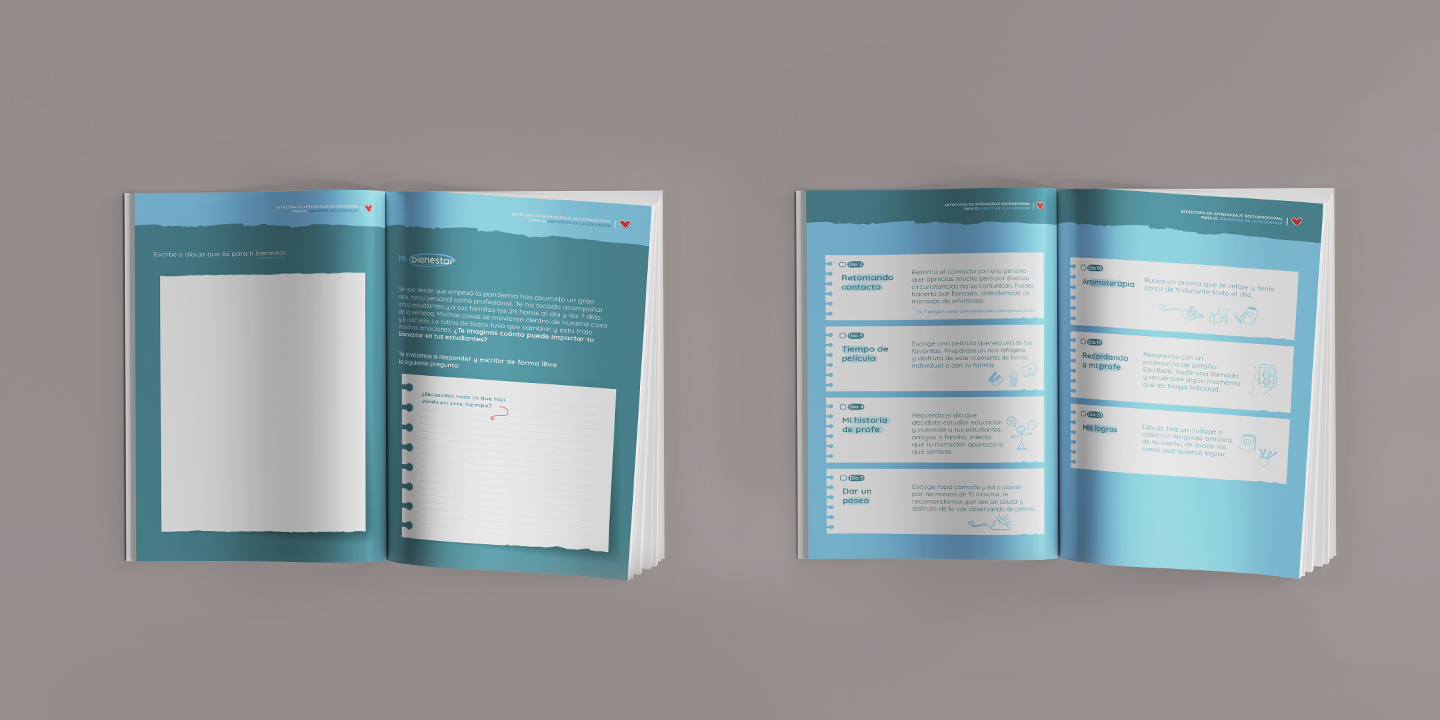 BITÁCORA DE APRENDIZAJE SOCIOEMOCIONAL
PARA EL BIENESTAR DE LA EDUCACIÓN
Escribe o dibuja que es para ti bienestar
BITÁCORA DE APRENDIZAJE SOCIOEMOCIONAL
PARA EL BIENESTAR DE LA EDUCACIÓN
Mi bienestar
Sé que desde que empezó la pandemia has asumido un gran
reto, tanto personal como profesional. Te ha tocado acompañar
a tus estudiantes y a sus familias las 24 horas al día y los 7 días
de la semana. Muchas cosas se movieron dentro de nuestra casa
y la escuela. La rutina de todos tuvo que cambiar y esto trajo
muchas emociones. ¿Te imaginas cuánto puede impactar tu
bienestar en tus estudiantes?
Te invitamos a responder y escribir de forma libre
la siguiente pregunta:
¿Recuerdas todo lo que has
vivido en este tiempo?
BITÁCORA DE APRENDIZAJE SOCIOEMOCIONAL
PARA EL BIENESTAR DE LA EDUCACIÓN
Día 2
Retomando
contacto
Retoma el contacto con una persona
que aprecias mucho pero por diversas
circunstancias no se comunican. Puedes
hacerlo por llamada, videollamada, un
mensaje de whatsapp.
Día 3
Tiempo de
película
Escoge una película que sea una de tus
favoritas. Prepárate un rico refrigerio
y disfruta de este momento de forma
individual o con tu familia.
Día 4
Mi historia
de profe
Recuerda el día que
decidiste estudiar educación
y cuéntale a tus estudiantes,
amigos o familia. Intenta
que tu narración aparezca lo
que sentiste.
Día 5
Dar un
paseo
Escoge ropa cómoda y sal a pasear
por no menos de 15 minutos, te
recomendamos que sea sin celular y
disfruta de lo vas observando de camino.
BITÁCORA DE APRENDIZAJE SOCIOEMOCIONAL
PARA EL BIENESTAR DE LA EDUCACIÓN
Aromaterapia
Busca un aroma que te relaje y tenlo
cerca de ti durante todo el día.
Recordando
a mi profe
Reconecta con un
profesor/a de antaño.
Escríbele, hazle una llamada
y recuérdale algún momento
que les traiga felicidad.
Día 20
Mis logros
Dibuja, haz un collage o
utiliza un lenguaje artístico
de tu sueño, de todas las
cosas que quieras lograr.